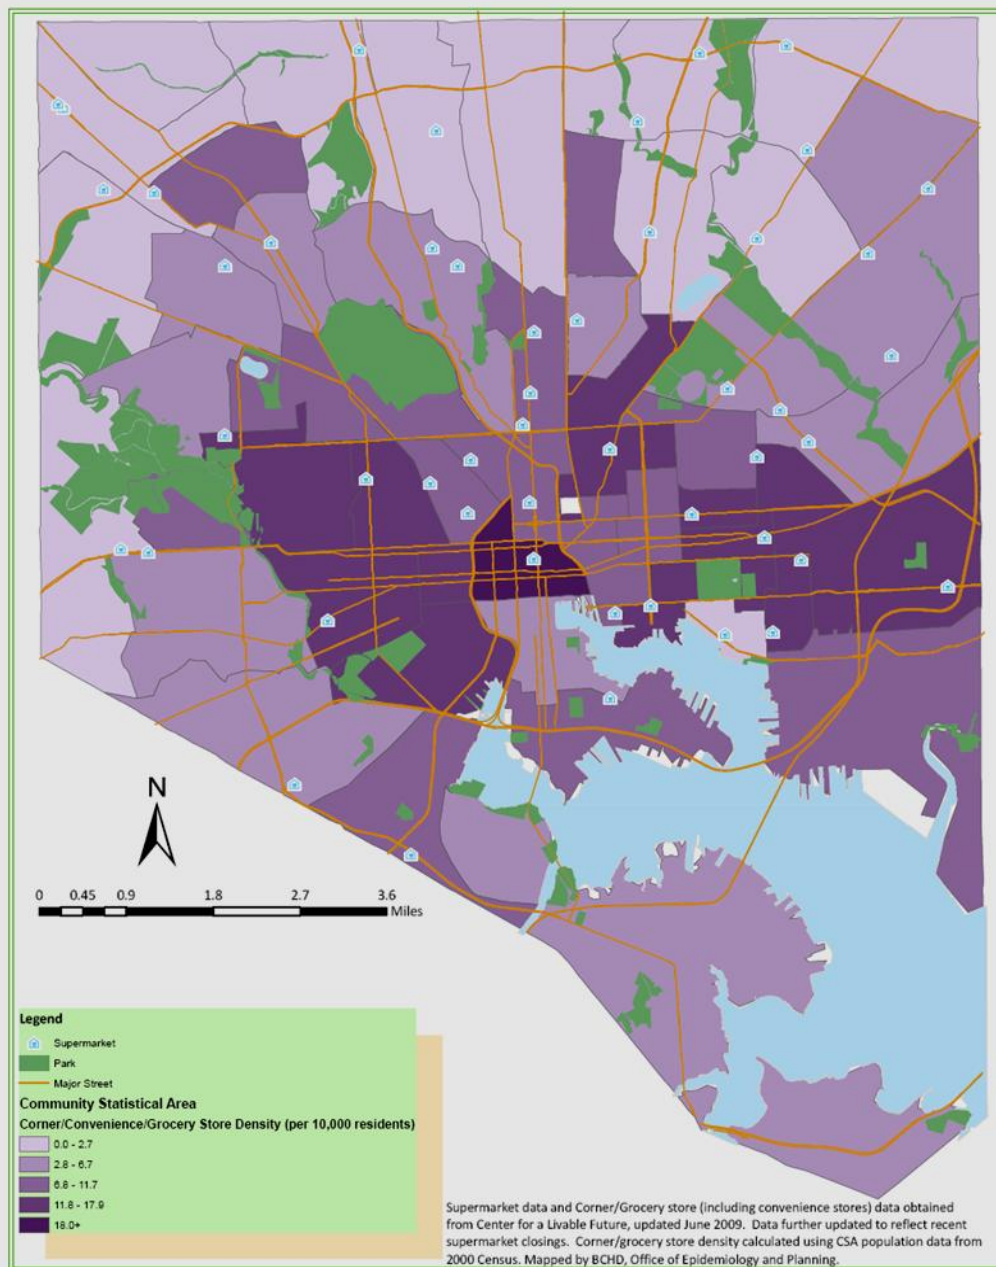 N
0 0.45 0.9 1.8 2.7 3.6
Miles
Legend
Supermarket
Park
Major Street
Community Statistical Area
Corner/Convenience/Grocery Store Density (per 10,000 residents)
0.0 - 2.7
2.8 - 6.7
6.8 - 11.7
11.8 - 17.9
18.0+
Supermarket data and Corner/Grocery store (including convenience stores) data obtained
from Center for a Livable Future, updated June 2009. Data further updated to reflect recent
supermarket closings. Corner/grocery store density calculated using CSA population data from
2000 Census. Mapped by BCHD, Office of Epidemiology and Planning.